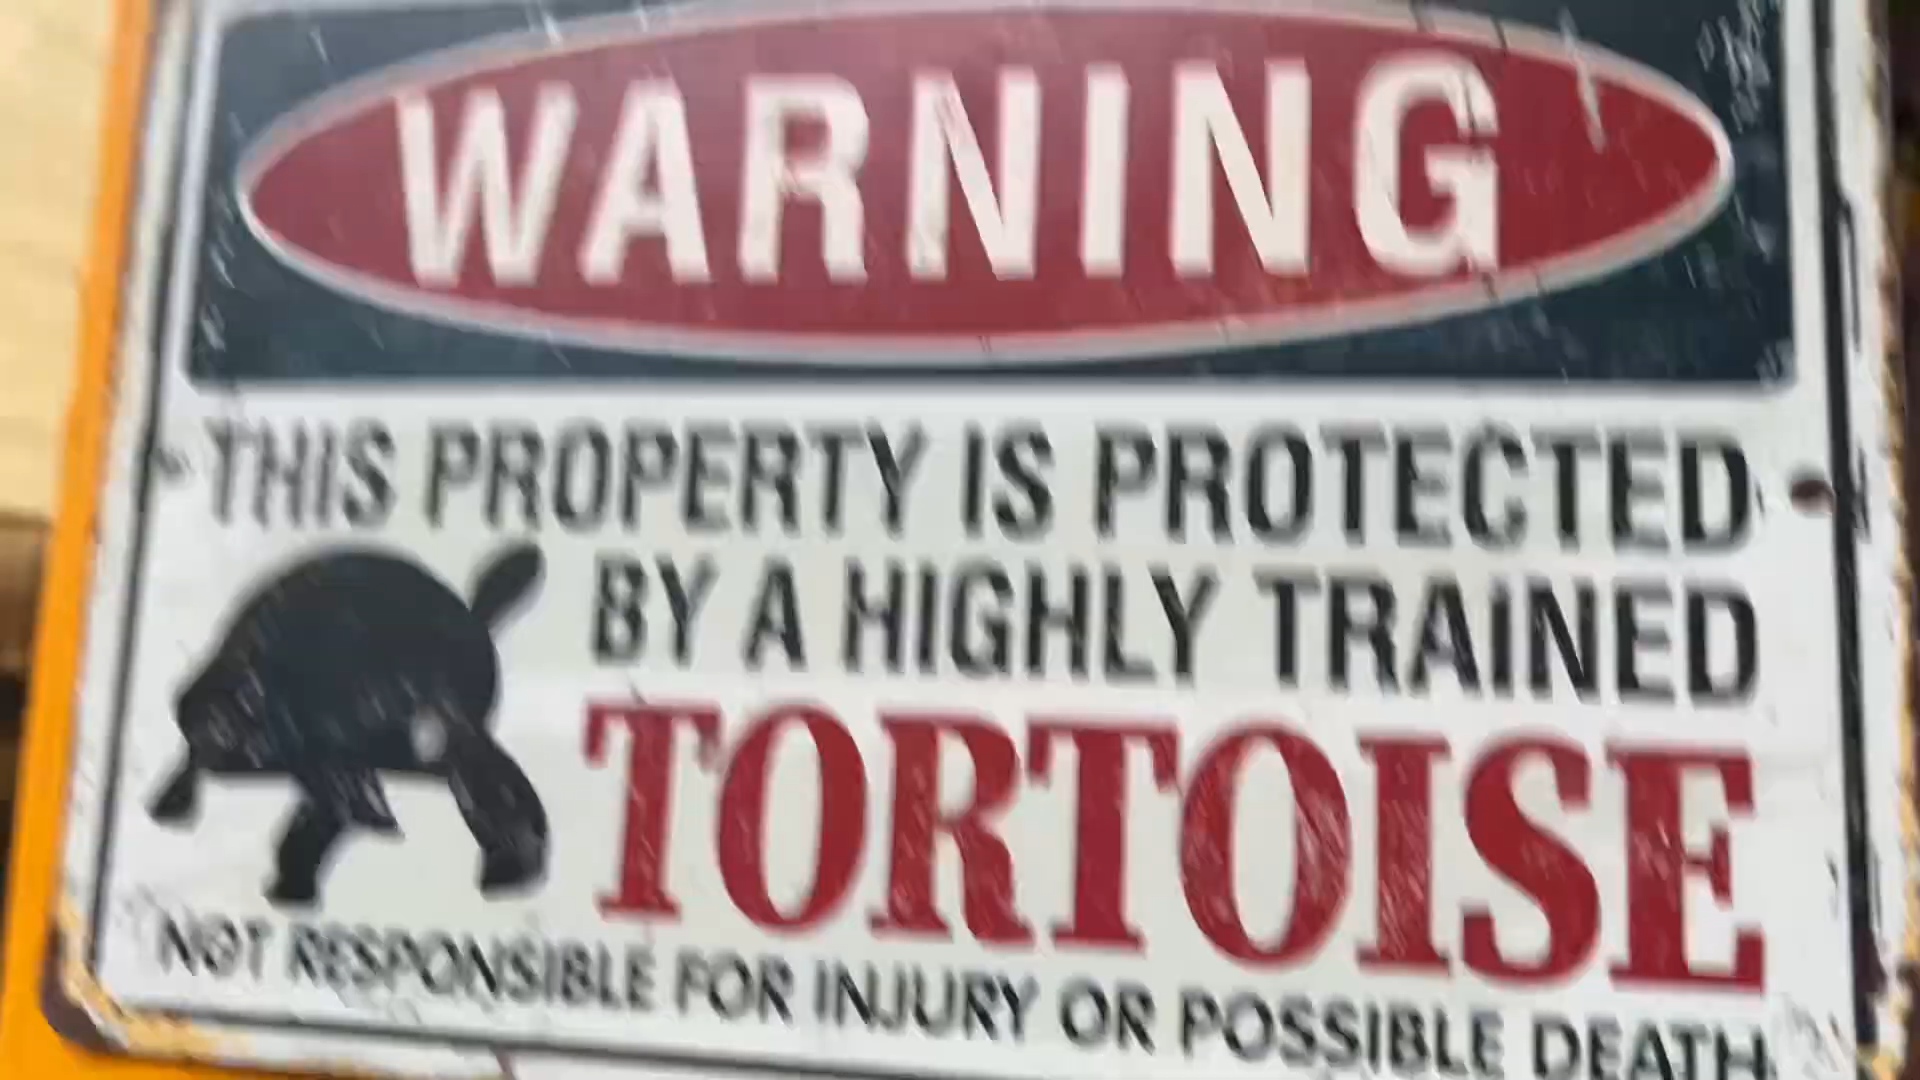 WARNING
THIS PROPERTY IS PROTECTED
BY A HIGHLY TRAINED
TORTOISE
NOT RESPONSIBLE FOR INJURY OR POSSIBLE DEATH